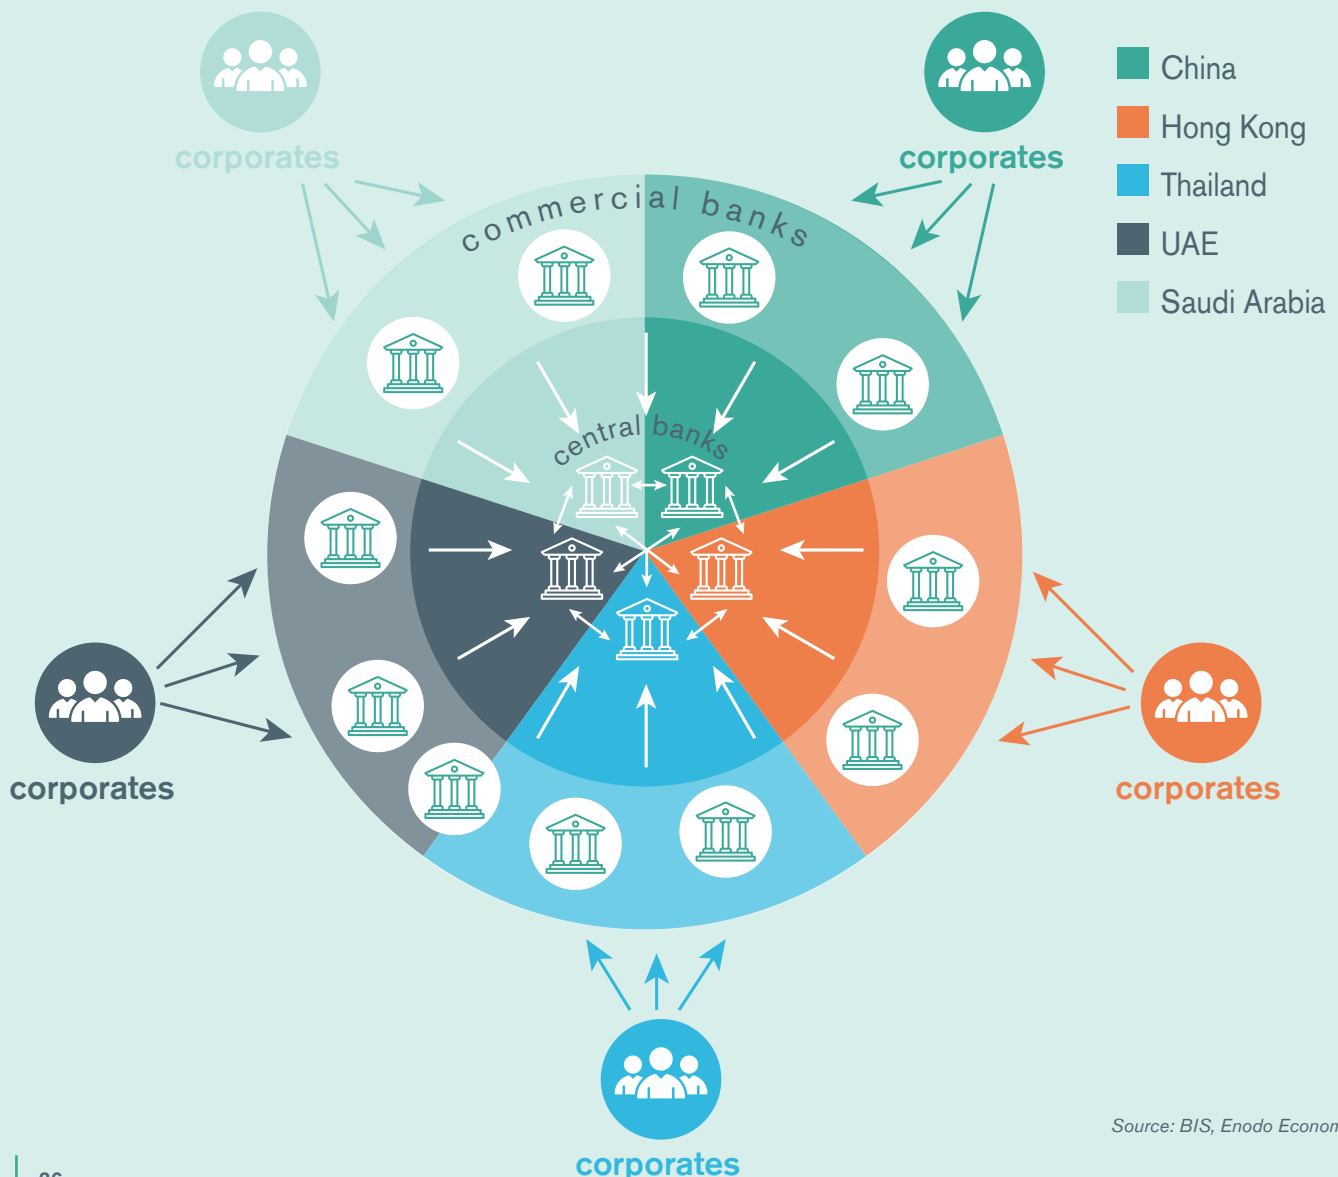 corporates
corporates
China
Hong Kong
Thailand
UAE
Saudi Arabia
commercial banks
central banks
corporates
corporates
corporates
Source: BIS, Enodo Econom